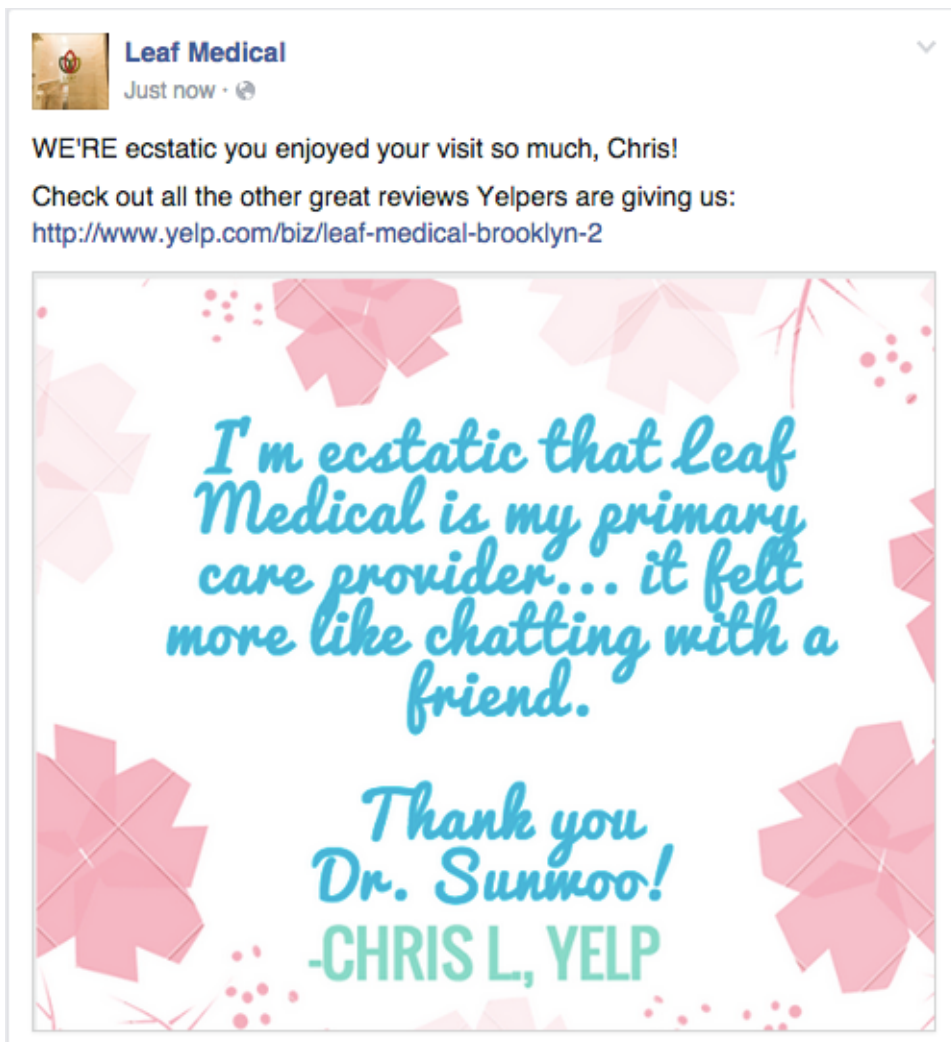 Leaf Medical
Just now ·
WE'RE ecstatic you enjoyed your visit so much, Chris!
Check out all the other great reviews Yelpers are giving us:
http://www.yelp.com/biz/leaf-medical-brooklyn-2
I'm ecstatic that Leaf
Medical is my primary
care provider... it felt
more like chatting with a
friend.
Thank you
Dr. Sunwoo!
-CHRIS L., YELP